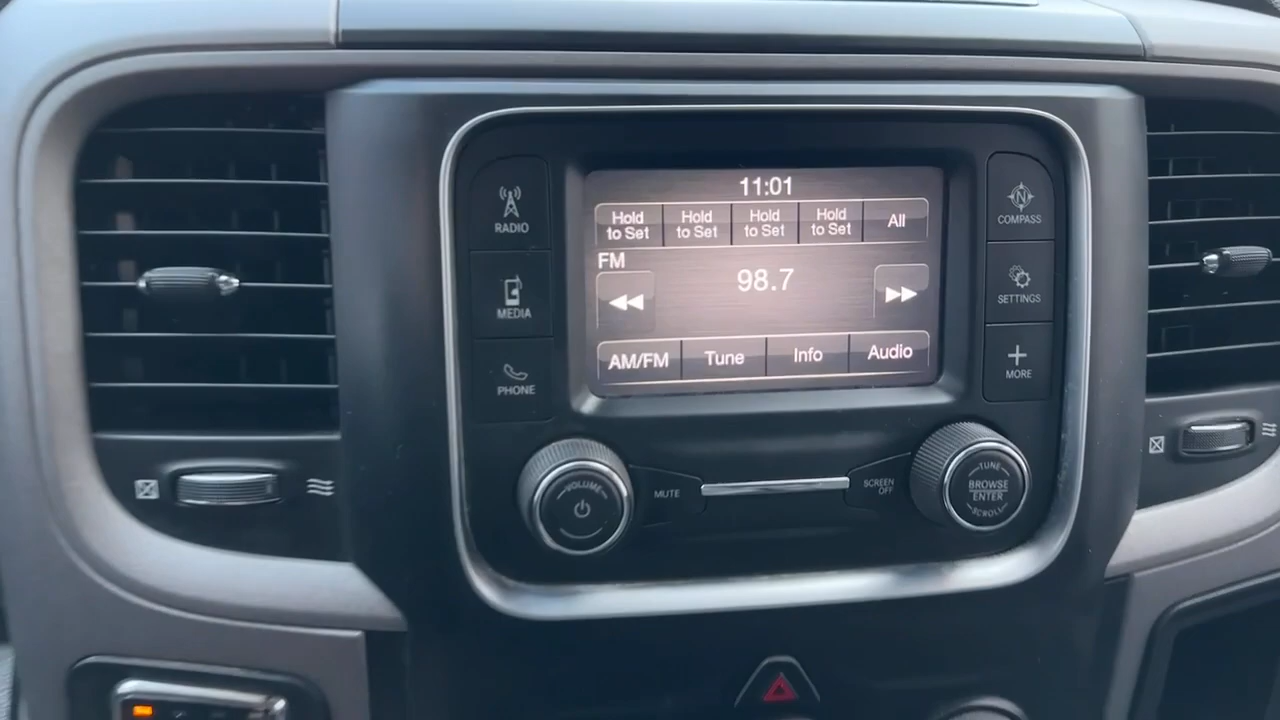 11:01
Hold to Set
Hold to Set
Hold to Set
Hold to Set
All
FM
98.7
AM/FM
Tune
Info
Audio
RADIO
MEDIA
PHONE
N
COMPASS
SETTINGS
MORE
VOLUME
MUTE
SCREEN OFF
TUNE
BROWSE
ENTER
SCROLL